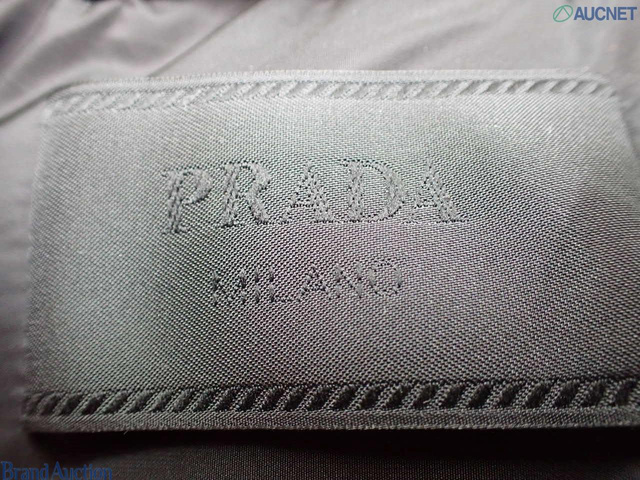 AUCNET
PRADA
MILANO
Brand Auction